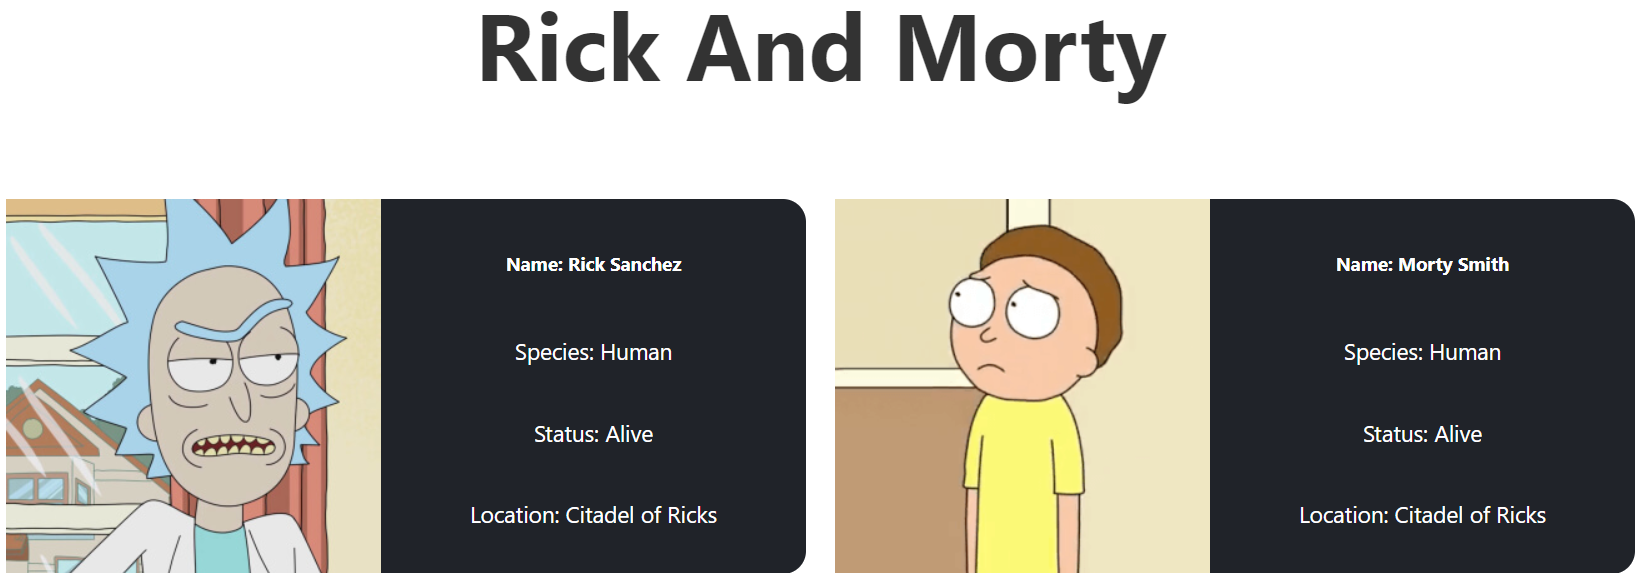 Rick And Morty
Name: Rick Sanchez
Species: Human
Status: Alive
Location: Citadel of Ricks
Name: Morty Smith
Species: Human
Status: Alive
Location: Citadel of Ricks